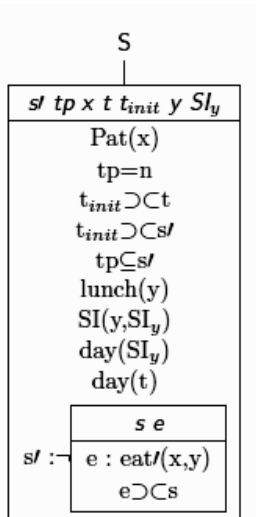 S
s′ tp x t t_init y SI_y
Pat(x)
tp=n
t_init⊃⊂t
t_init⊃⊂s′
tp⊆s′
lunch(y)
SI(y,SI_y)
day(SI_y)
day(t)
s e
s′ :¬ e : eat′(x,y)
e⊃⊂s